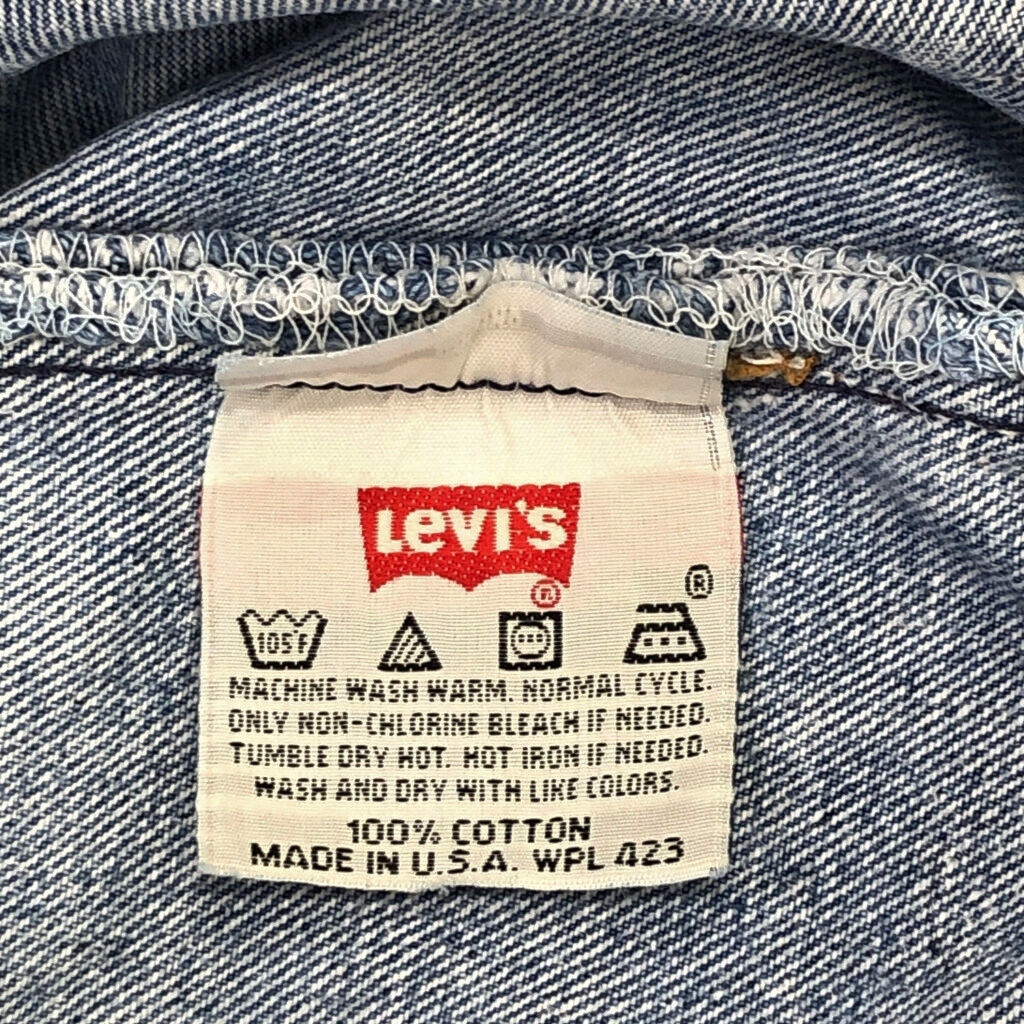 Levi's
®
®
105°F
MACHINE WASH WARM. NORMAL CYCLE.
ONLY NON-CHLORINE BLEACH IF NEEDED.
TUMBLE DRY HOT. HOT IRON IF NEEDED.
WASH AND DRY WITH LIKE COLORS.
100% COTTON
MADE IN U.S.A. WPL 423